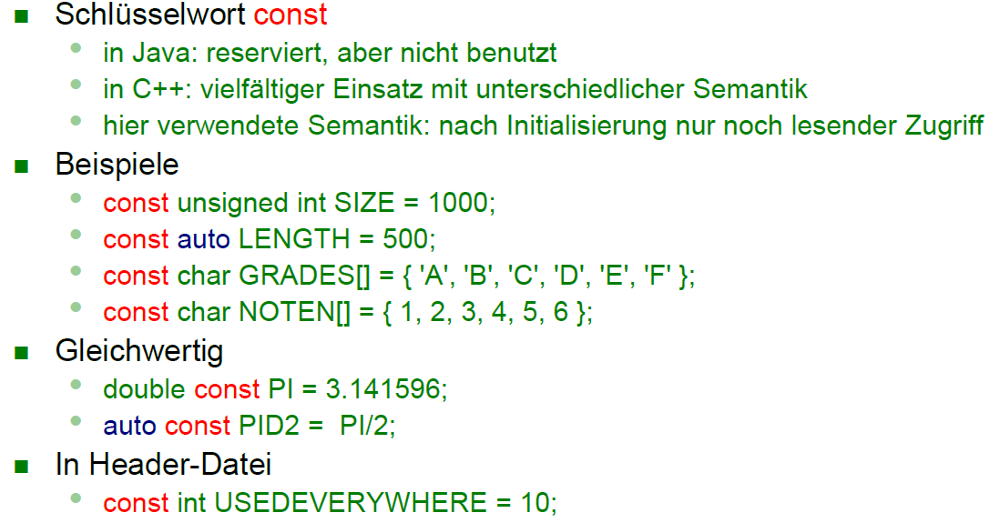 Schlüsselwort const
in Java: reserviert, aber nicht benutzt
in C++: vielfältiger Einsatz mit unterschiedlicher Semantik
hier verwendete Semantik: nach Initialisierung nur noch lesender Zugriff
Beispiele
const unsigned int SIZE = 1000;
const auto LENGTH = 500;
const char GRADES[] = { 'A', 'B', 'C', 'D', 'E', 'F' };
const char NOTEN[] = { 1, 2, 3, 4, 5, 6 };
Gleichwertig
double const PI = 3.141596;
auto const PID2 = PI/2;
In Header-Datei
const int USEDEVERYWHERE = 10;